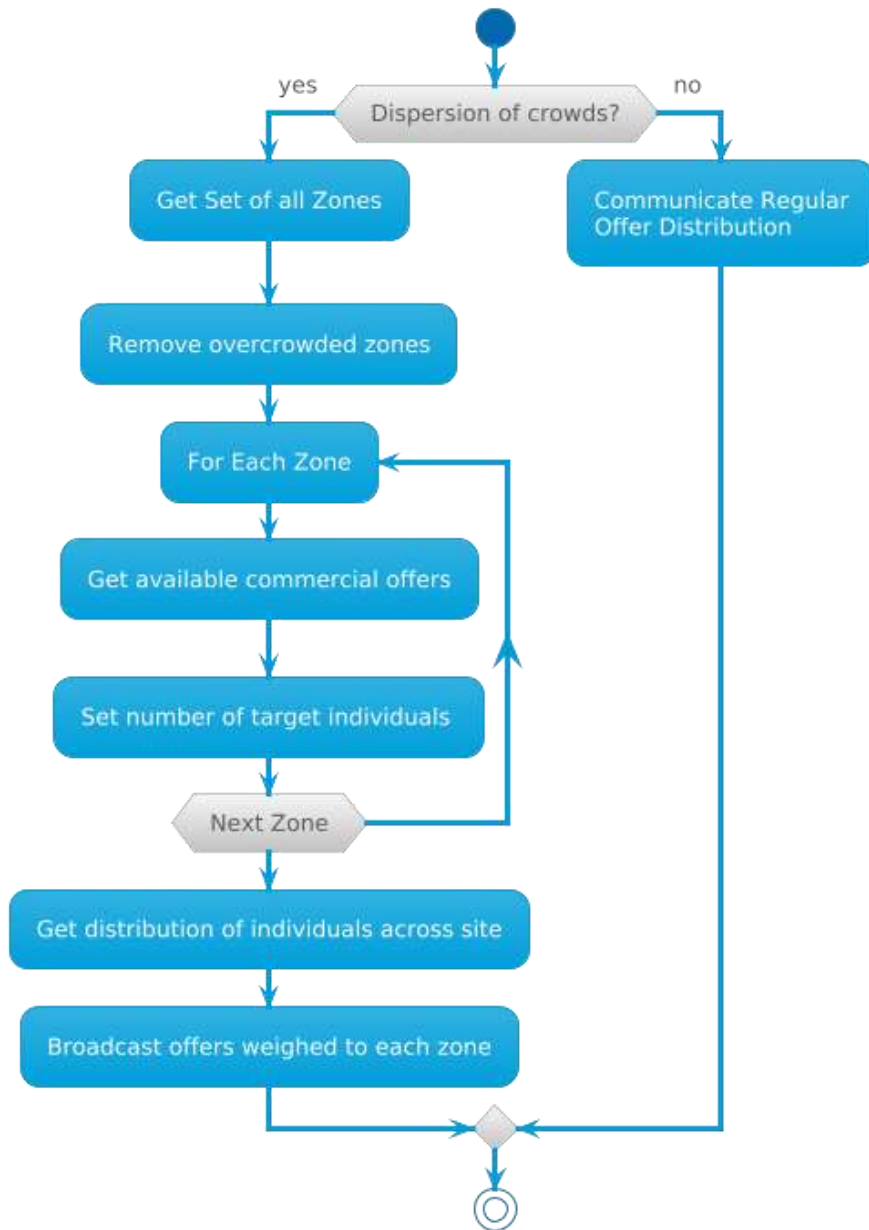 yes
no
Dispersion of crowds?
Get Set of all Zones
Communicate Regular
Offer Distribution
Remove overcrowded zones
For Each Zone
Get available commercial offers
Set number of target individuals
Next Zone
Get distribution of individuals across site
Broadcast offers weighed to each zone